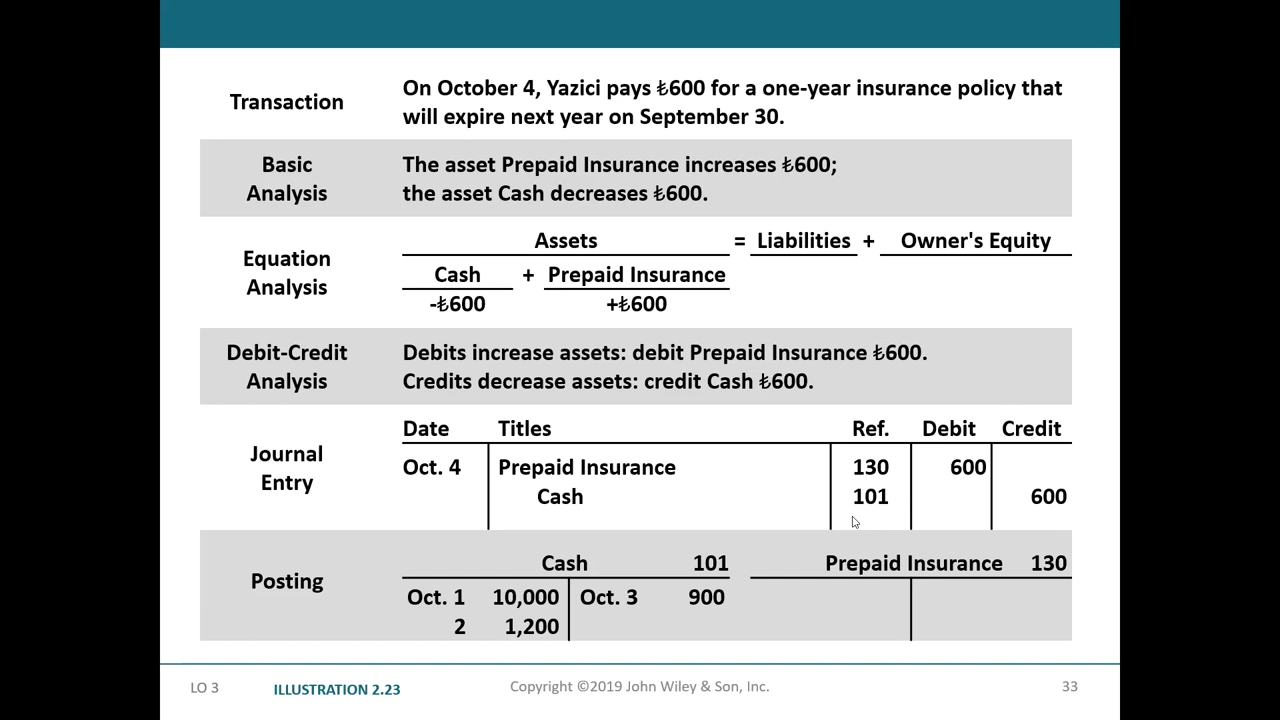 Transaction
On October 4, Yazici pays ₺600 for a one-year insurance policy that
will expire next year on September 30.
Basic
Analysis
The asset Prepaid Insurance increases ₺600;
the asset Cash decreases ₺600.
Equation
Analysis
Assets = Liabilities + Owner's Equity
Cash + Prepaid Insurance
-₺600 +₺600
Debit-Credit
Analysis
Debits increase assets: debit Prepaid Insurance ₺600.
Credits decrease assets: credit Cash ₺600.
Journal
Entry
Date Titles Ref. Debit Credit
Oct. 4 Prepaid Insurance 130 600
Cash 101 600
Posting
Cash 101 Prepaid Insurance 130
Oct. 1 10,000 Oct. 3 900
2 1,200
LO 3 ILLUSTRATION 2.23 Copyright ©2019 John Wiley & Son, Inc. 33